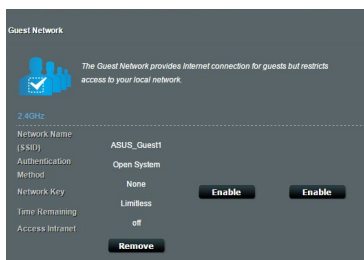 Guest Network
The Guest Network provides Internet connection for guests but restricts
access to your local network.
2.4GHz
Network Name
(SSID)
ASUS_Guest1
Authentication
Method
Open System
Network Key
None
Enable
Enable
Time Remaining
Limitless
Access Intranet
off
Remove